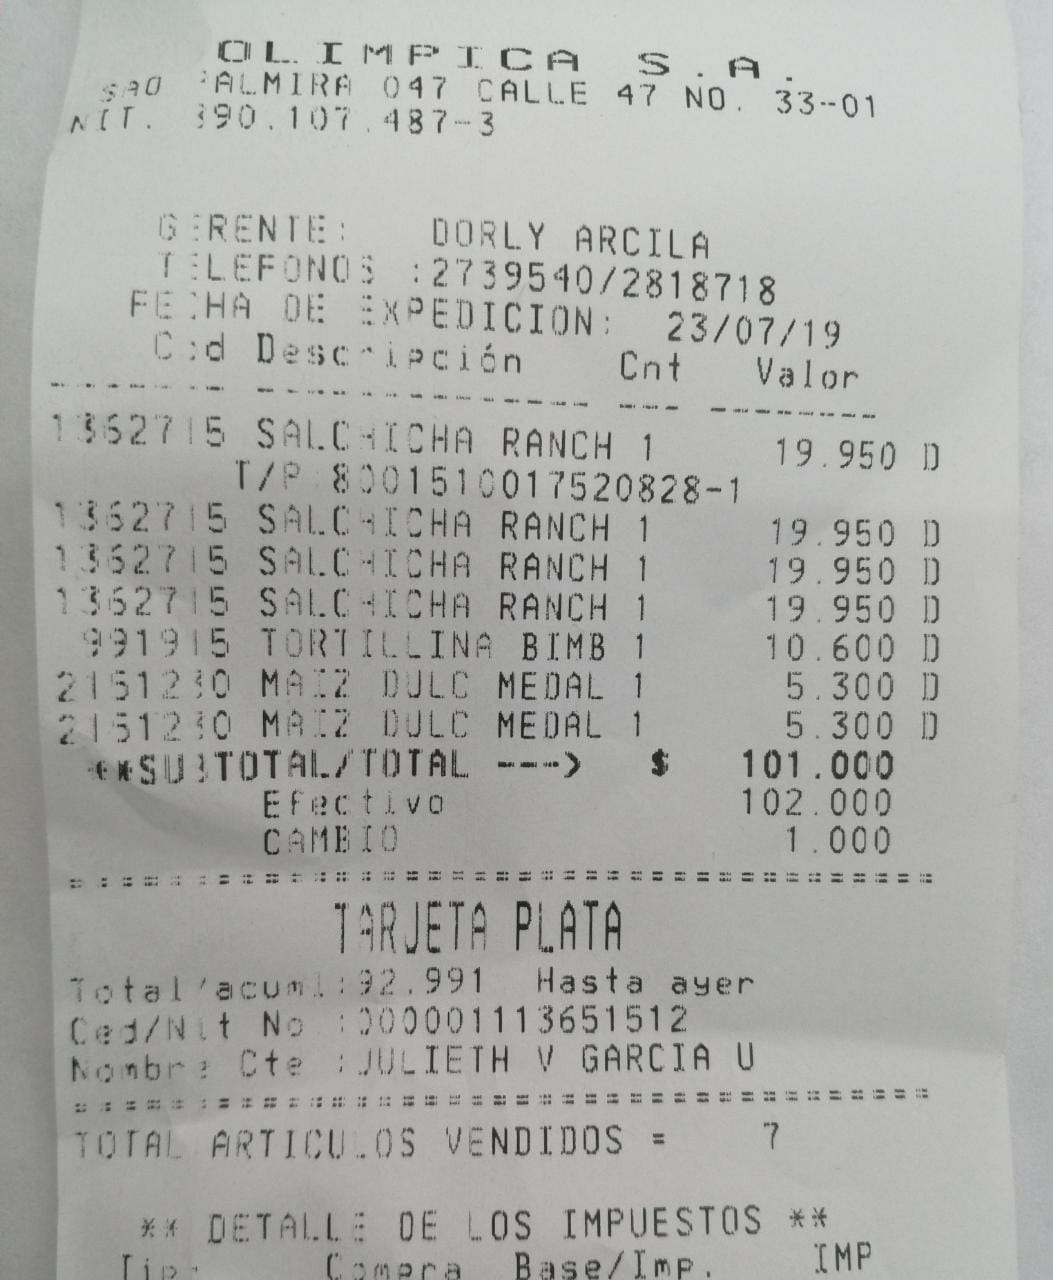 OLIMPICA S.A.
SAO PALMIRA 047 CALLE 47 NO. 33-01
NIT. 890.107.487-3
GERENTE: DORLY ARCILA
TELEFONOS :2739540/2818718
FECHA DE EXPEDICION: 23/07/19
Cod Descripción Cnt Valor
1362715 SALCHICHA RANCH 1 19.950 D
T/P 8001510017520828-1
1362715 SALCHICHA RANCH 1 19.950 D
1362715 SALCHICHA RANCH 1 19.950 D
1362715 SALCHICHA RANCH 1 19.950 D
991915 TORTILLINA BIMB 1 10.600 D
2151230 MAIZ DULC MEDAL 1 5.300 D
2151230 MAIZ DULC MEDAL 1 5.300 D
**SUBTOTAL/TOTAL ---> $ 101.000
Efectivo 102.000
CAMBIO 1.000
TARJETA PLATA
Total acuml:92.991 Hasta ayer
Ced/Nit No :000001113651512
Nombre Cte :JULIETH V GARCIA U
TOTAL ARTICULOS VENDIDOS = 7
** DETALLE DE LOS IMPUESTOS **
Tipo Compra Base/Imp. IMP